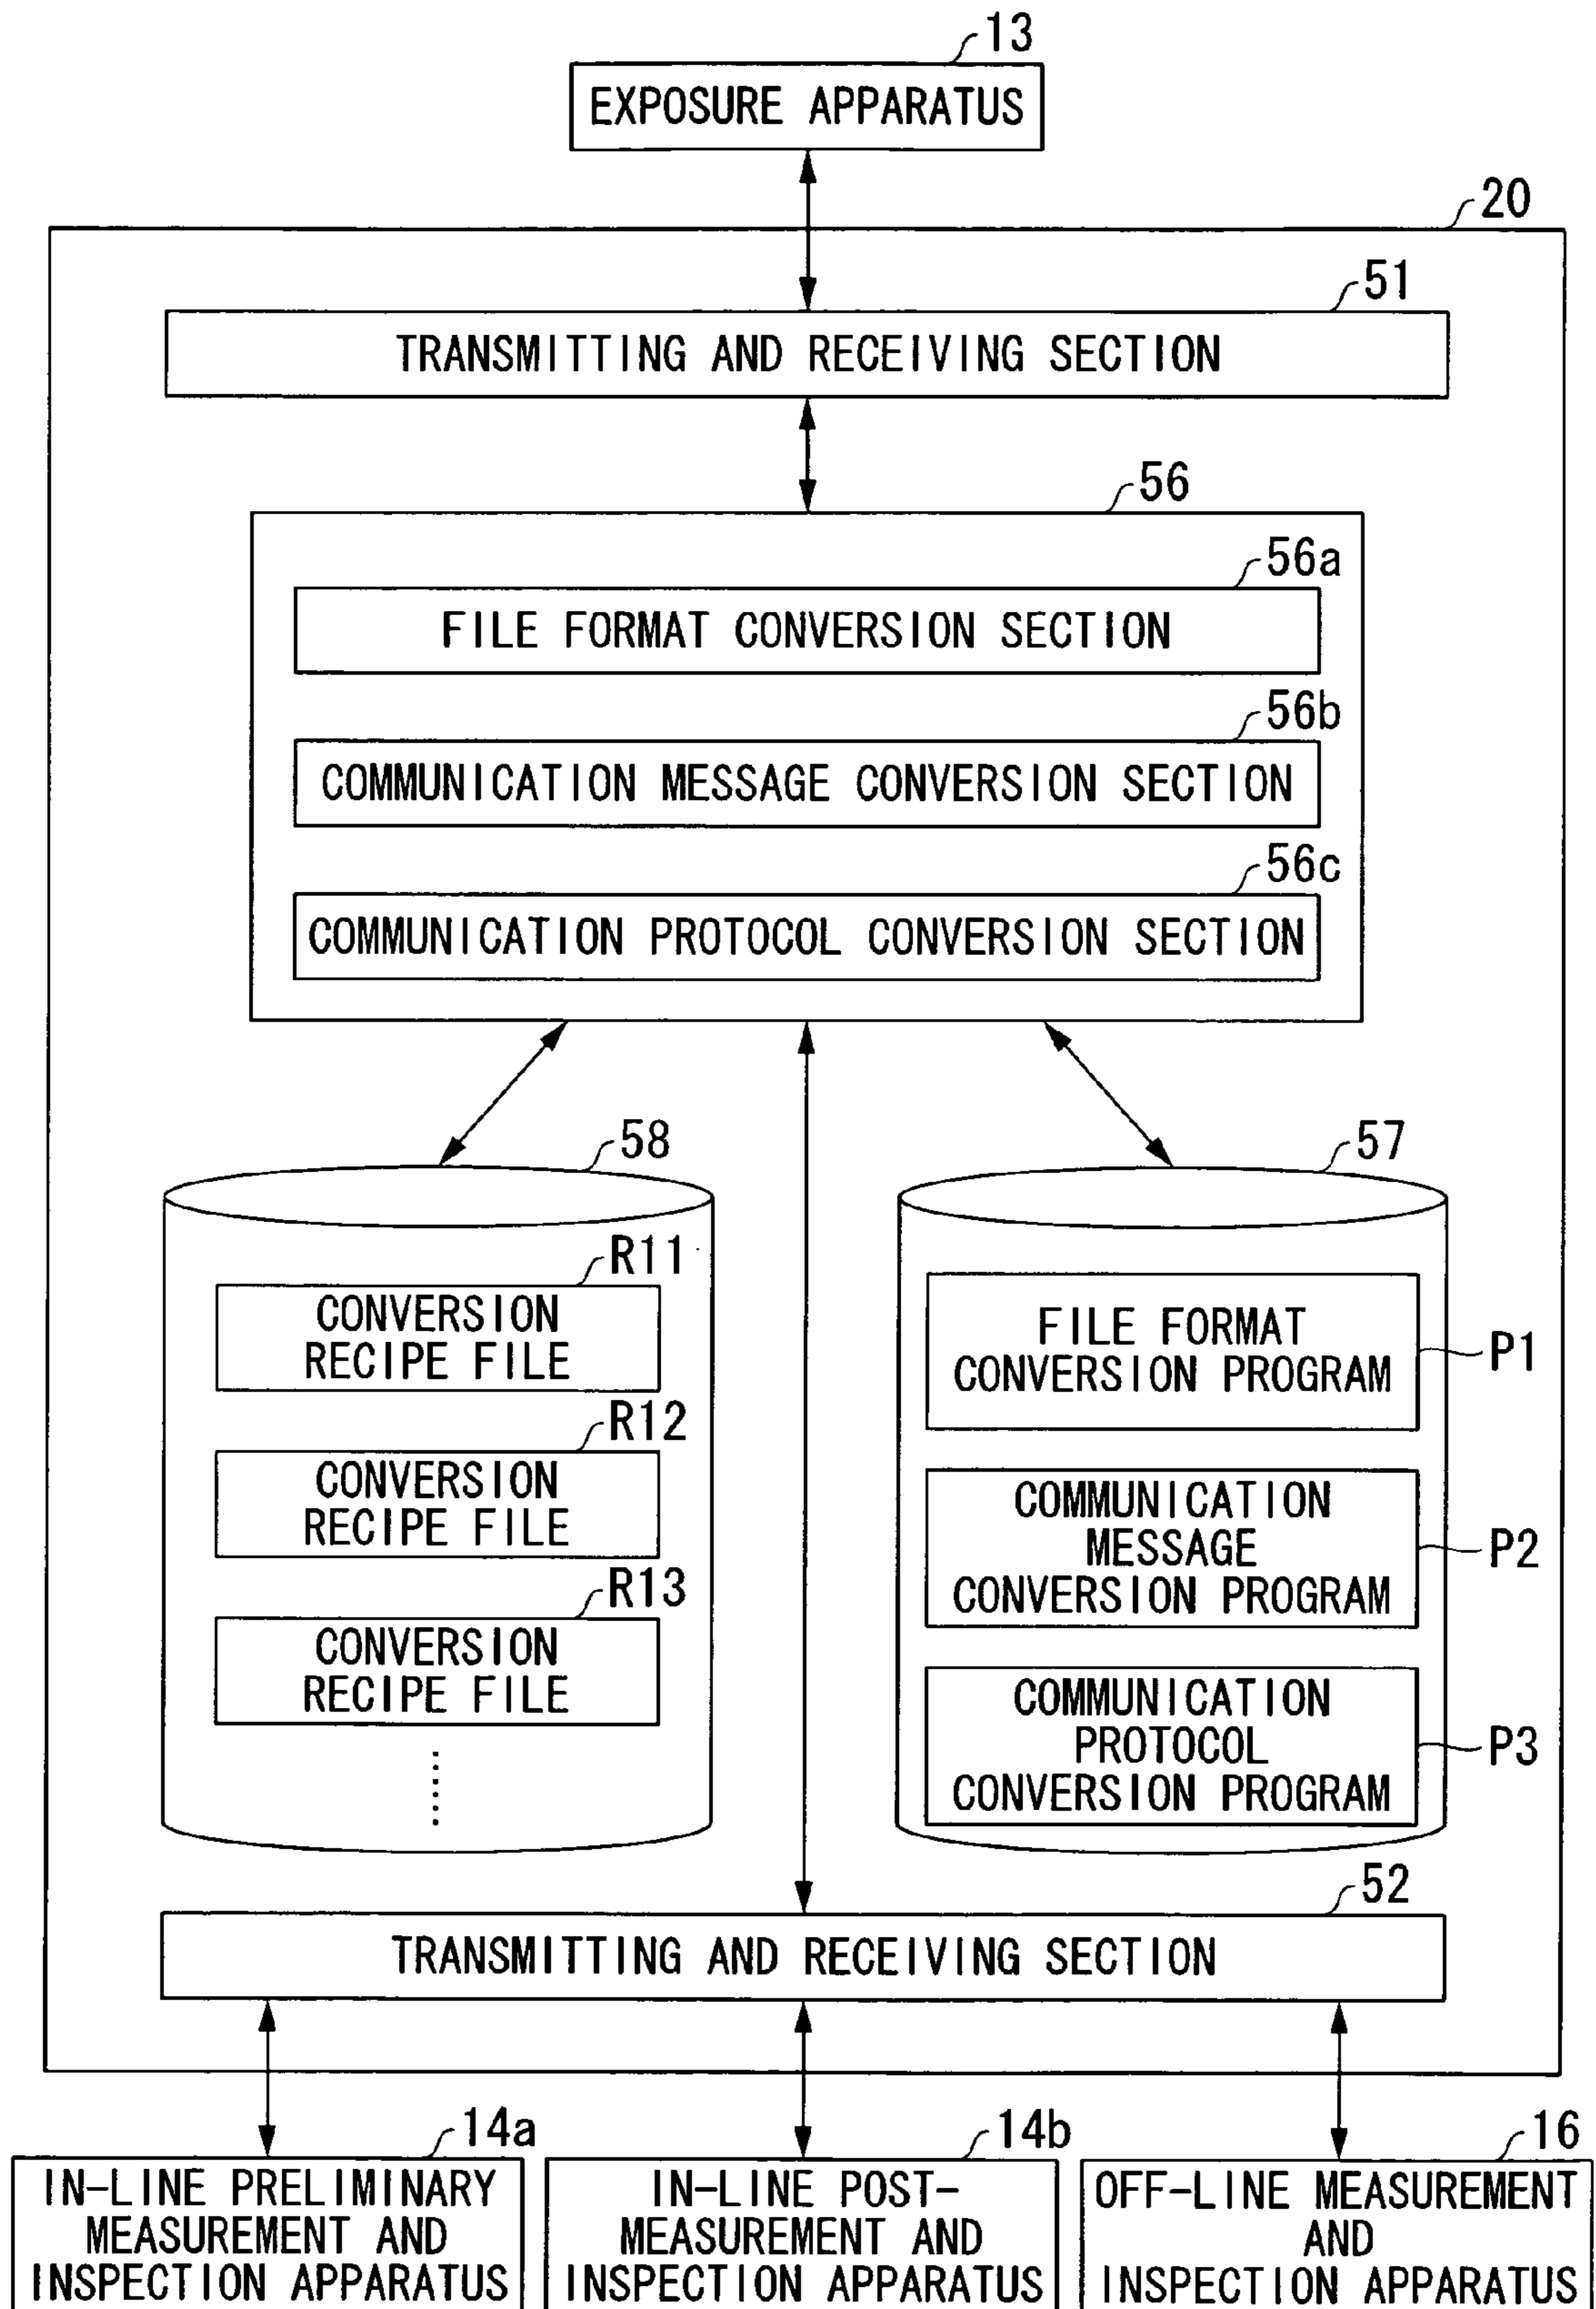 13
EXPOSURE APPARATUS
20
51
TRANSMITTING AND RECEIVING SECTION
56
56a
FILE FORMAT CONVERSION SECTION
56b
COMMUNICATION MESSAGE CONVERSION SECTION
56c
COMMUNICATION PROTOCOL CONVERSION SECTION
58
R11
CONVERSION
RECIPE FILE
R12
CONVERSION
RECIPE FILE
R13
CONVERSION
RECIPE FILE
57
FILE FORMAT
CONVERSION PROGRAM
P1
COMMUNICATION
MESSAGE
CONVERSION PROGRAM
P2
COMMUNICATION
PROTOCOL
CONVERSION PROGRAM
P3
52
TRANSMITTING AND RECEIVING SECTION
14a
IN-LINE PRELIMINARY
MEASUREMENT AND
INSPECTION APPARATUS
14b
IN-LINE POST-
MEASUREMENT AND
INSPECTION APPARATUS
16
OFF-LINE MEASUREMENT
AND
INSPECTION APPARATUS